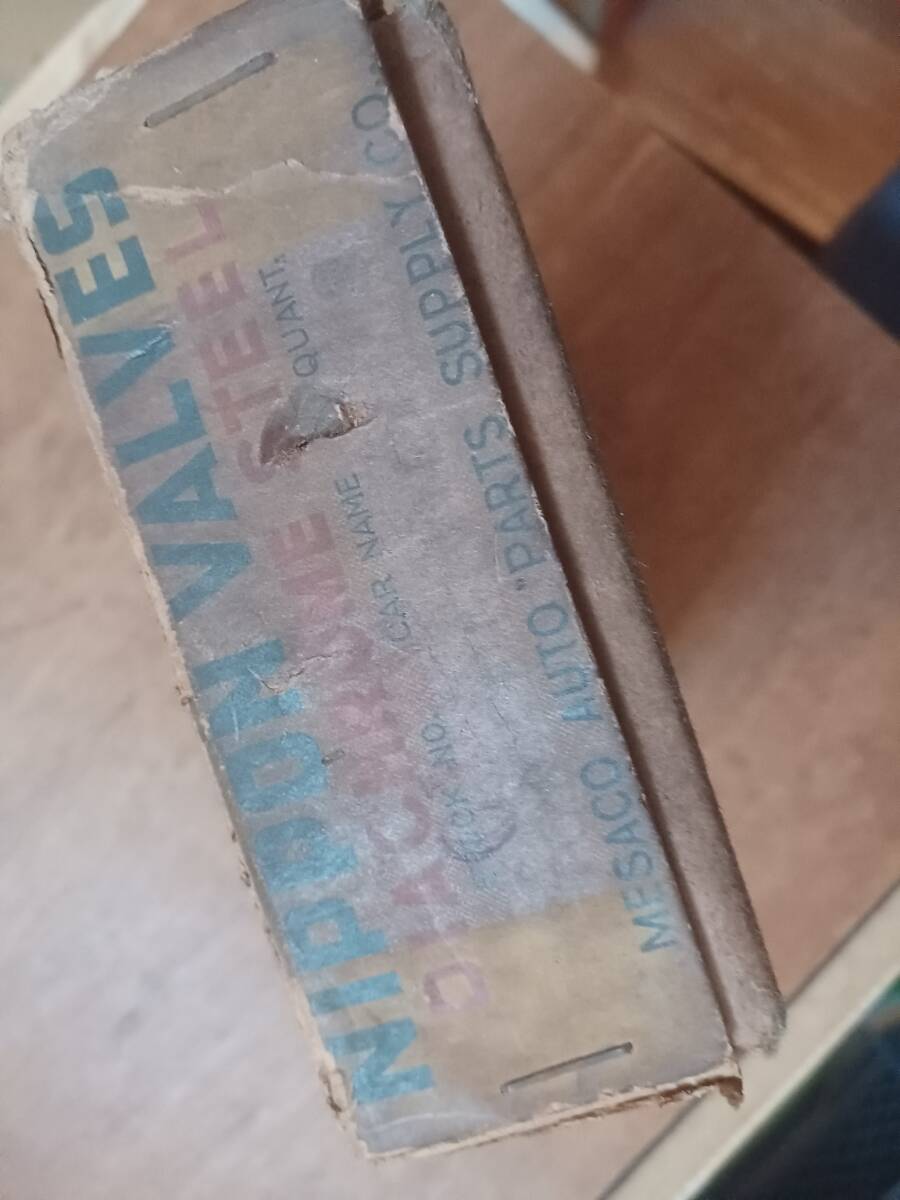 NIPPON VALVES
CHROME STEEL
STOCK NO. CAR NAME QUANT.
MESACO AUTO "PARTS SUPPLY CO.,